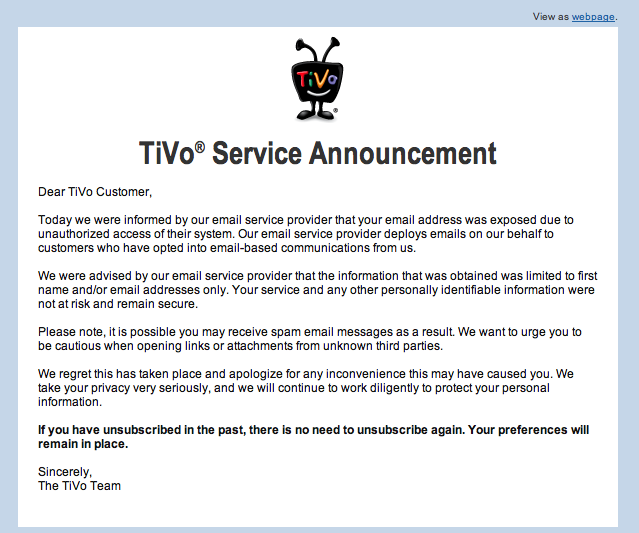 View as webpage.
TiVo
®
TiVo® Service Announcement
Dear TiVo Customer,
Today we were informed by our email service provider that your email address was exposed due to
unauthorized access of their system. Our email service provider deploys emails on our behalf to
customers who have opted into email-based communications from us.
We were advised by our email service provider that the information that was obtained was limited to first
name and/or email addresses only. Your service and any other personally identifiable information were
not at risk and remain secure.
Please note, it is possible you may receive spam email messages as a result. We want to urge you to
be cautious when opening links or attachments from unknown third parties.
We regret this has taken place and apologize for any inconvenience this may have caused you. We
take your privacy very seriously, and we will continue to work diligently to protect your personal
information.
If you have unsubscribed in the past, there is no need to unsubscribe again. Your preferences will
remain in place.
Sincerely,
The TiVo Team